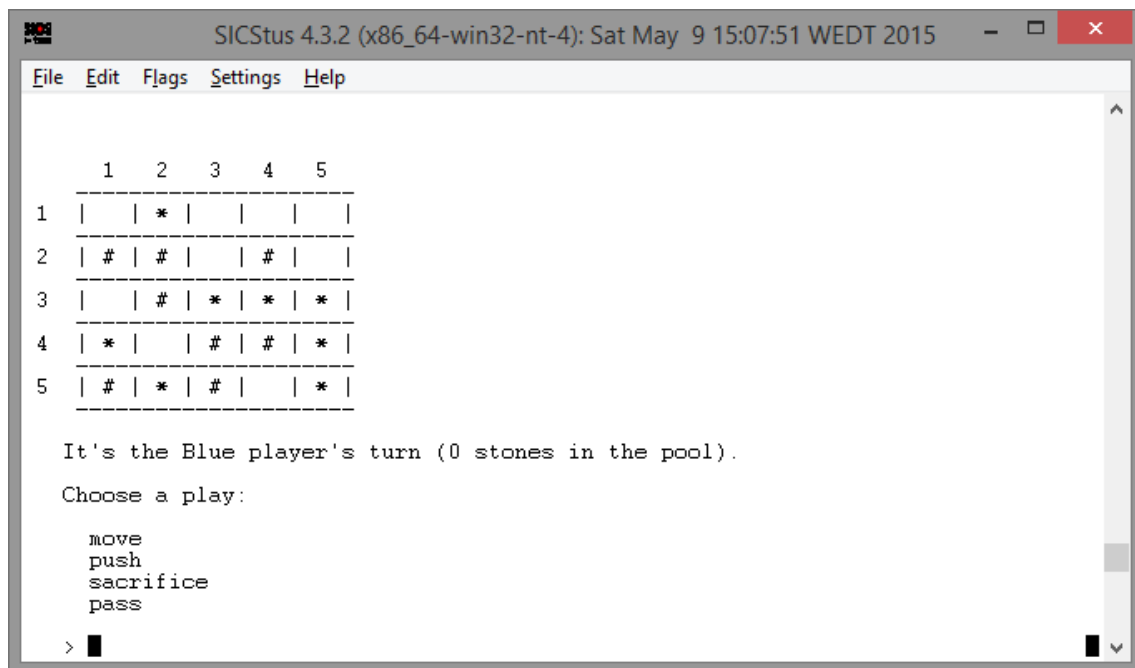 SICStus 4.3.2 (x86_64-win32-nt-4): Sat May  9 15:07:51 WEDT 2015
File Edit Flags Settings Help
1 2 3 4 5
1 | | * | | | |
2 | # | # | | # | |
3 | | # | * | * | * |
4 | * | | # | # | * |
5 | # | * | # | | * |
It's the Blue player's turn (0 stones in the pool).
Choose a play:
move
push
sacrifice
pass
>